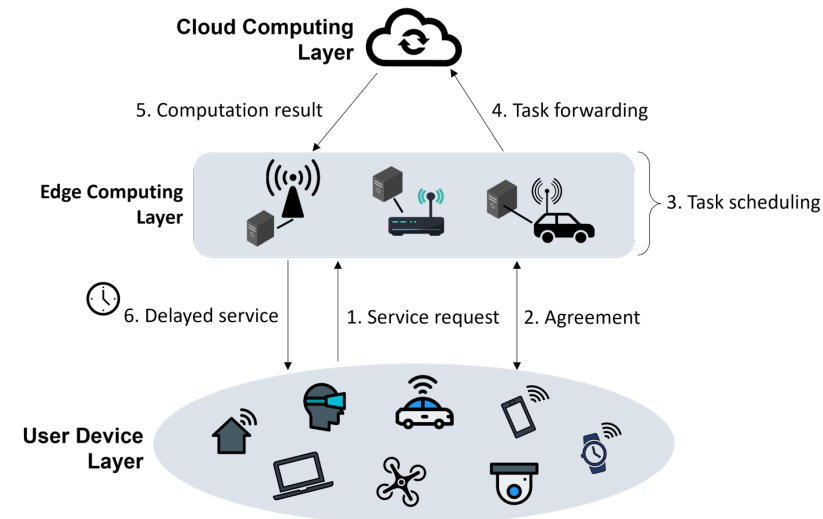 Cloud Computing
Layer
5. Computation result
4. Task forwarding
Edge Computing
Layer
3. Task scheduling
6. Delayed service
1. Service request
2. Agreement
User Device
Layer